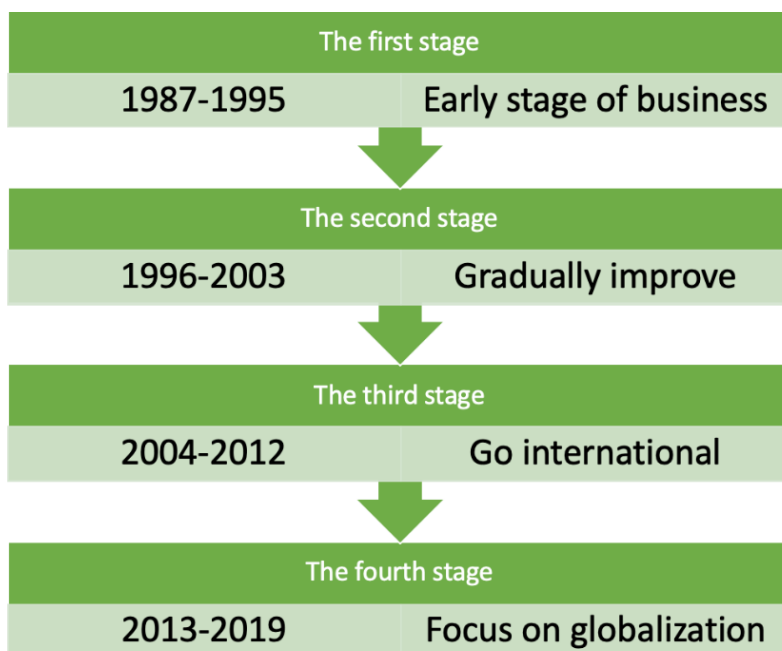 The first stage
1987-1995 Early stage of business
The second stage
1996-2003 Gradually improve
The third stage
2004-2012 Go international
The fourth stage
2013-2019 Focus on globalization